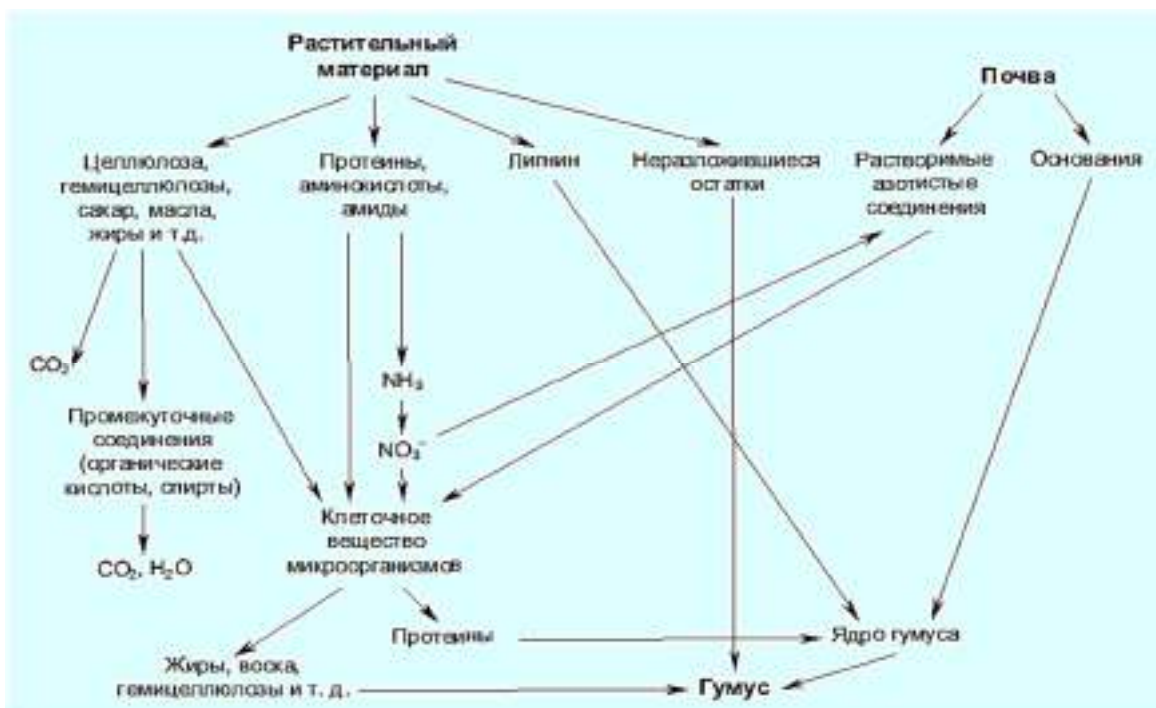 Растительный
материал
Почва
Целлюлоза,
гемицеллюлозы,
сахар, масла,
жиры и т.д.
Протеины,
аминокислоты,
амиды
Лигнин
Неразложившиеся
остатки
Растворимые
азотистые
соединения
Основания
CO₂
NH₃
Промежуточные
соединения
(органические
кислоты, спирты)
NO₃⁻
CO₂, H₂O
Клеточное
вещество
микроорганизмов
Протеины
Ядро гумуса
Жиры, воска,
гемицеллюлозы и т. д.
Гумус